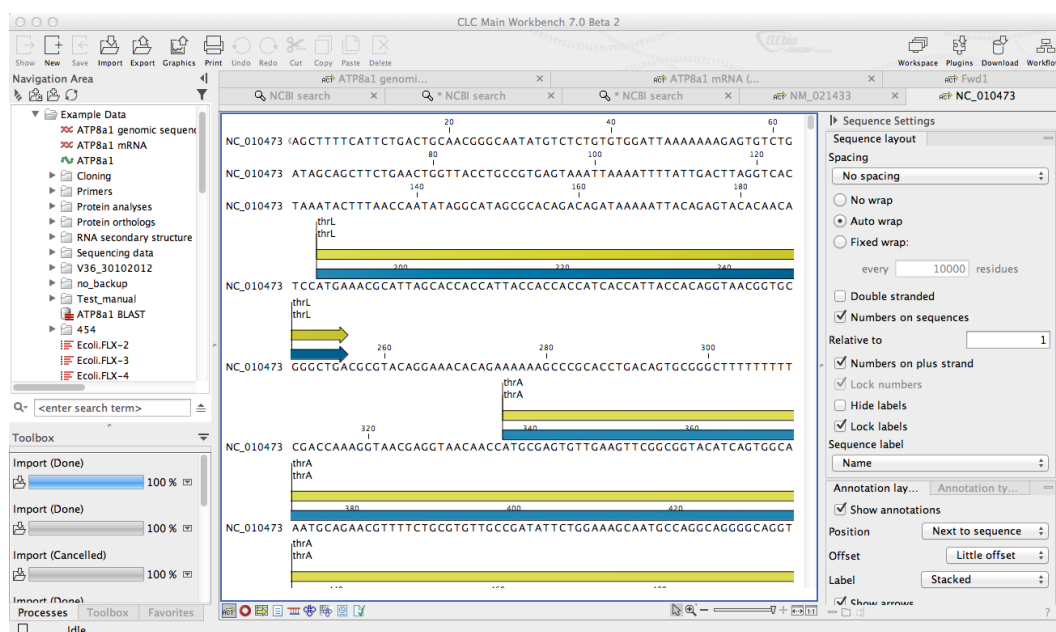 CLC Main Workbench 7.0 Beta 2
Show New Save Import Export Graphics Print Undo Redo Cut Copy Paste Delete
CLC bio
Workspace Plugins Download Workflo
Navigation Area
ATP8a1 genomi... ATP8a1 mRNA (... Fwd1
NCBI search * NCBI search * NCBI search NM_021433 NC_010473
Example Data
ATP8a1 genomic sequenc
ATP8a1 mRNA
ATP8a1
Cloning
Primers
Protein analyses
Protein orthologs
RNA secondary structure
Sequencing data
V36_30102012
no_backup
Test_manual
ATP8a1 BLAST
454
Ecoli.FLX-2
Ecoli.FLX-3
Ecoli.FLX-4
<enter search term>
Toolbox
Import (Done)
100 %
Import (Done)
100 %
Import (Cancelled)
100 %
Import (Done)
Processes Toolbox Favorites
Idle
20 40 60
NC_010473 AGCTTTTCATTCTGACTGCAACGGGCAATATGTCTCTGTGTGGATTAAAAAAAGAGTGTCTG
80 100 120
NC_010473 ATAGCAGCTTCTGAACTGGTTACCTGCCGTGAGTAAATTAAAATTTTATTGACTTAGGTCAC
140 160 180
NC_010473 TAAATACTTTAACCAATATAGGCATAGCGCACAGACAGATAAAAATTACAGAGTACACAACA
thrL
thrL
200 220 240
NC_010473 TCCATGAAACGCATTAGCACCACCATTACCACCACCATCACCATTACCACAGGTAACGGTGC
thrL
thrL
260 280 300
NC_010473 GGGCTGACGCGTACAGGAAACACAGAAAAAAGCCCGCACCTGACAGTGCGGGCTTTTTTTTT
thrA
thrA
320 340 360
NC_010473 CGACCAAAGGTAACGAGGTAACAACCATGCGAGTGTTGAAGTTCGGCGGTACATCAGTGGCA
thrA
thrA
380 400 420
NC_010473 AATGCAGAACGTTTTCTGCGTGTTGCCGATATTCTGGAAAGCAATGCCAGGCAGGGGCAGGT
thrA
thrA
Sequence Settings
Sequence layout
Spacing
No spacing
No wrap
Auto wrap
Fixed wrap:
every 10000 residues
Double stranded
Numbers on sequences
Relative to 1
Numbers on plus strand
Lock numbers
Hide labels
Lock labels
Sequence label
Name
Annotation lay... Annotation ty...
Show annotations
Position Next to sequence
Offset Little offset
Label Stacked
Show arrows